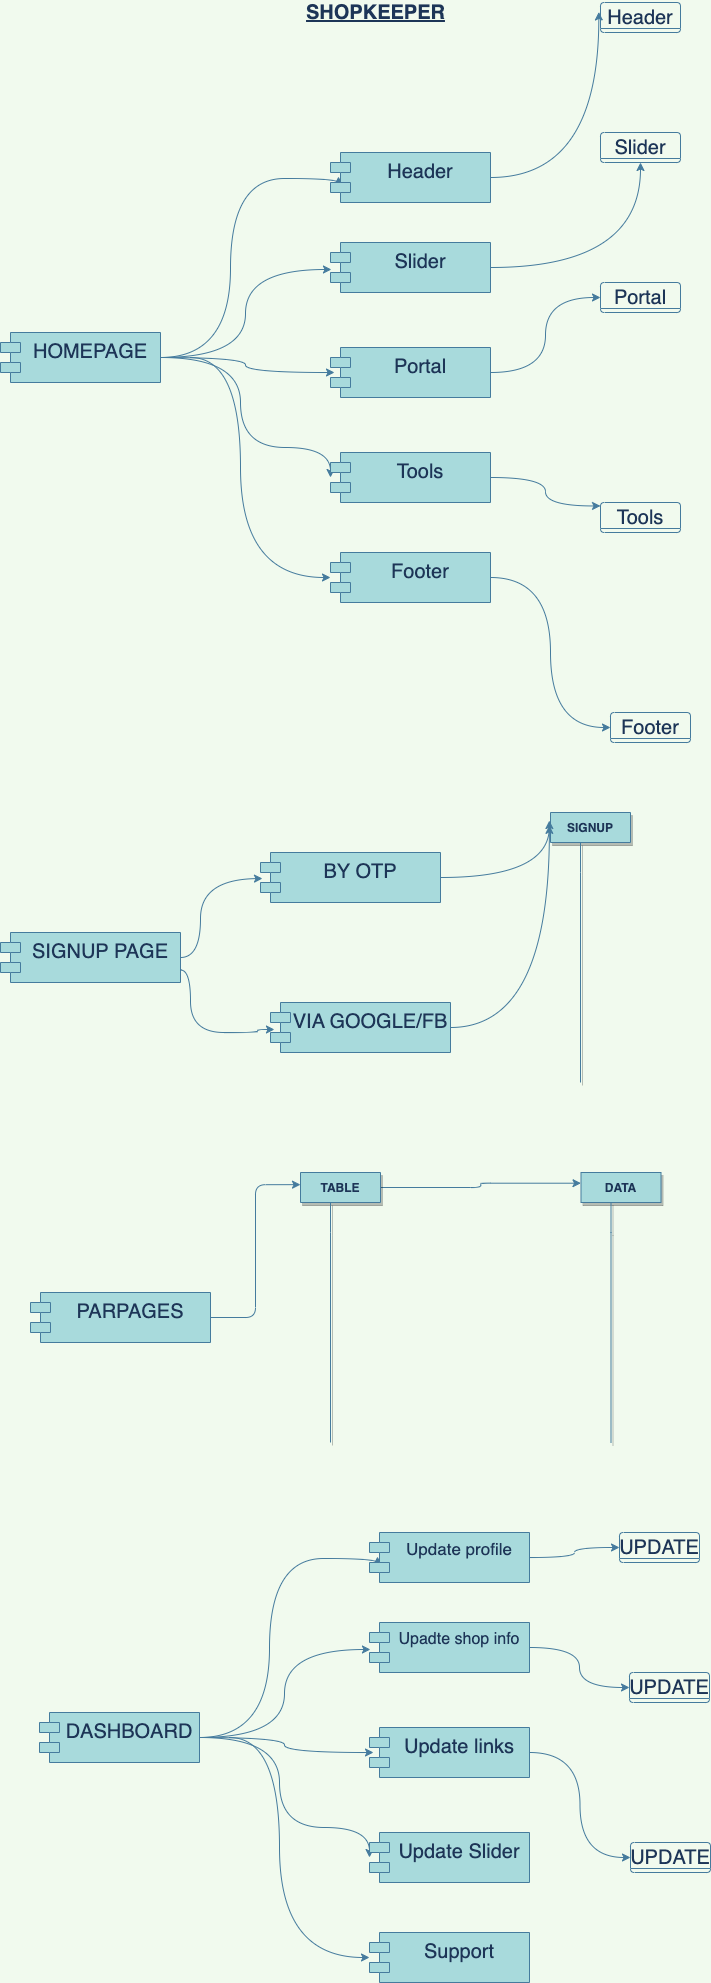 SHOPKEEPER
Header
Slider
Header
Slider
Portal
HOMEPAGE
Portal
Tools
Tools
Footer
Footer
SIGNUP
BY OTP
SIGNUP PAGE
VIA GOOGLE/FB
TABLE
DATA
PARPAGES
Update profile
UPDATE
Upadte shop info
UPDATE
DASHBOARD
Update links
Update Slider
UPDATE
Support